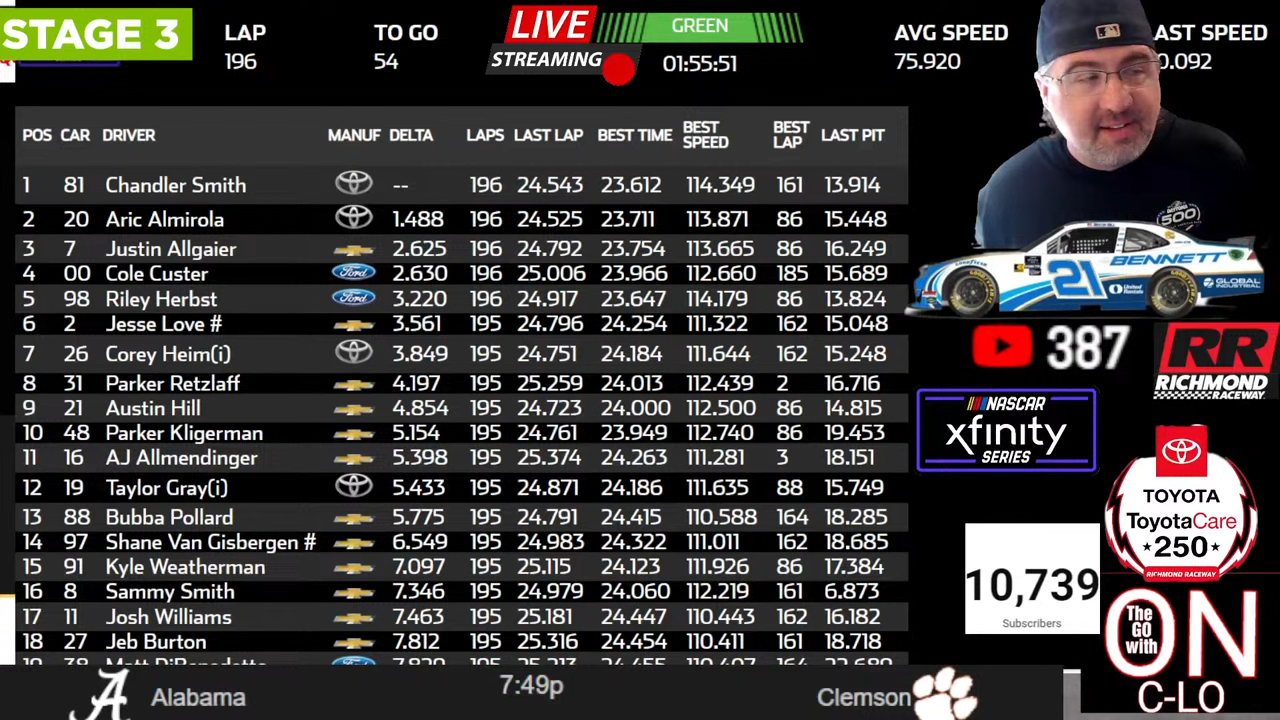 STAGE 3
LAP
196
TO GO
54
LIVE
STREAMING
GREEN
01:55:51
AVG SPEED
75.920
AST SPEED
0.092
POS CAR DRIVER MANUF DELTA LAPS LAST LAP BEST TIME BEST SPEED BEST LAP LAST PIT
1 81 Chandler Smith -- 196 24.543 23.612 114.349 161 13.914
2 20 Aric Almirola 1.488 196 24.525 23.711 113.871 86 15.448
3 7 Justin Allgaier 2.625 196 24.792 23.754 113.665 86 16.249
4 00 Cole Custer Ford 2.630 196 25.006 23.966 112.660 185 15.689
5 98 Riley Herbst Ford 3.220 196 24.917 23.647 114.179 86 13.824
6 2 Jesse Love # 3.561 195 24.796 24.254 111.322 162 15.048
7 26 Corey Heim(i) 3.849 195 24.751 24.184 111.644 162 15.248
8 31 Parker Retzlaff 4.197 195 25.259 24.013 112.439 2 16.716
9 21 Austin Hill 4.854 195 24.723 24.000 112.500 86 14.815
10 48 Parker Kligerman 5.154 195 24.761 23.949 112.740 86 19.453
11 16 AJ Allmendinger 5.398 195 25.374 24.263 111.281 3 18.151
12 19 Taylor Gray(i) 5.433 195 24.871 24.186 111.635 88 15.749
13 88 Bubba Pollard 5.775 195 24.791 24.415 110.588 164 18.285
14 97 Shane Van Gisbergen # 6.549 195 24.983 24.322 111.011 162 18.685
15 91 Kyle Weatherman 7.097 195 25.115 24.123 111.926 86 17.384
16 8 Sammy Smith 7.346 195 24.979 24.060 112.219 161 6.873
17 11 Josh Williams 7.463 195 25.181 24.447 110.443 162 16.182
18 27 Jeb Burton 7.812 195 25.316 24.454 110.411 161 18.718
DAYTONA
500
BENNETT
21
United Rentals
GLOBAL
INDUSTRIAL
387
RR
RICHMOND
RACEWAY
NASCAR
xfinity
SERIES
TOYOTA
ToyotaCare
250
RICHMOND RACEWAY
10,739
Subscribers
The
GO
with
ON
C-LO
A Alabama
7:49p
Clemson